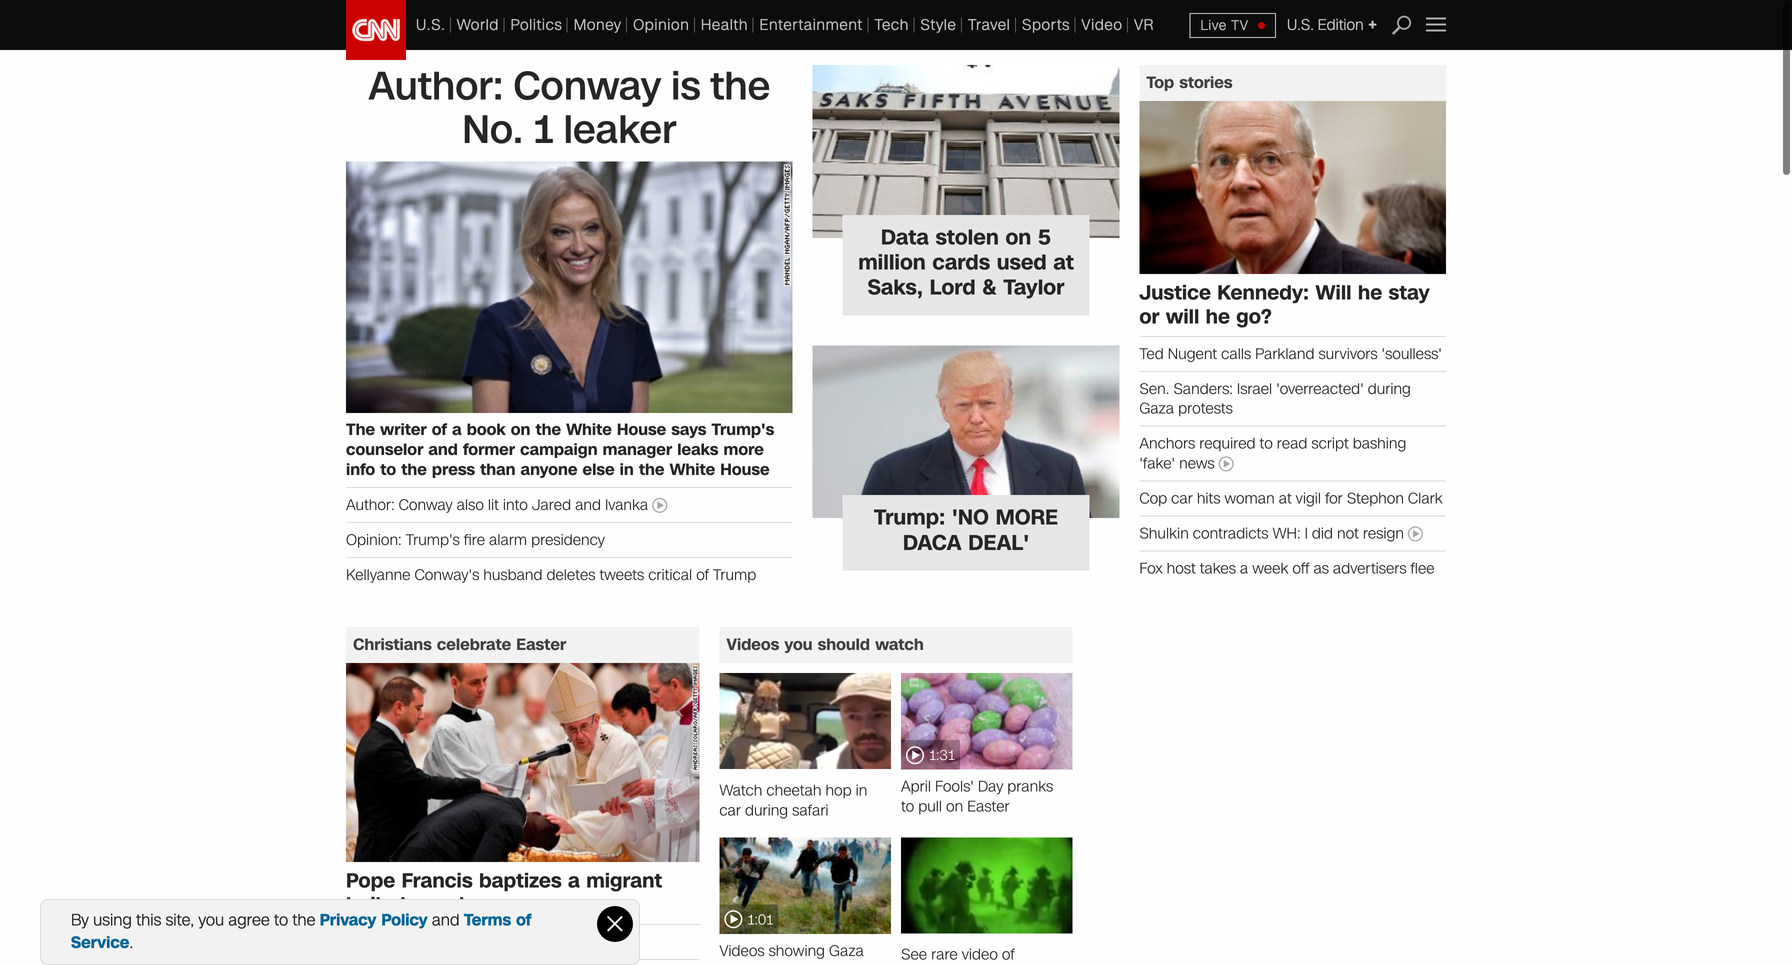 CNN
U.S. | World | Politics | Money | Opinion | Health | Entertainment | Tech | Style | Travel | Sports | Video | VR
Live TV
U.S. Edition +
Author: Conway is the
No. 1 leaker
MANDEL NGAN/AFP/GETTY IMAGES
The writer of a book on the White House says Trump's
counselor and former campaign manager leaks more
info to the press than anyone else in the White House
Author: Conway also lit into Jared and Ivanka
Opinion: Trump's fire alarm presidency
Kellyanne Conway's husband deletes tweets critical of Trump
SAKS FIFTH AVENUE
Data stolen on 5
million cards used at
Saks, Lord & Taylor
Trump: 'NO MORE
DACA DEAL'
Top stories
Justice Kennedy: Will he stay
or will he go?
Ted Nugent calls Parkland survivors 'soulless'
Sen. Sanders: Israel 'overreacted' during
Gaza protests
Anchors required to read script bashing
'fake' news
Cop car hits woman at vigil for Stephon Clark
Shulkin contradicts WH: I did not resign
Fox host takes a week off as advertisers flee
Christians celebrate Easter
Pope Francis baptizes a migrant
Videos you should watch
Watch cheetah hop in
car during safari
1:31
April Fools' Day pranks
to pull on Easter
1:01
Videos showing Gaza
See rare video of
By using this site, you agree to the Privacy Policy and Terms of
Service.